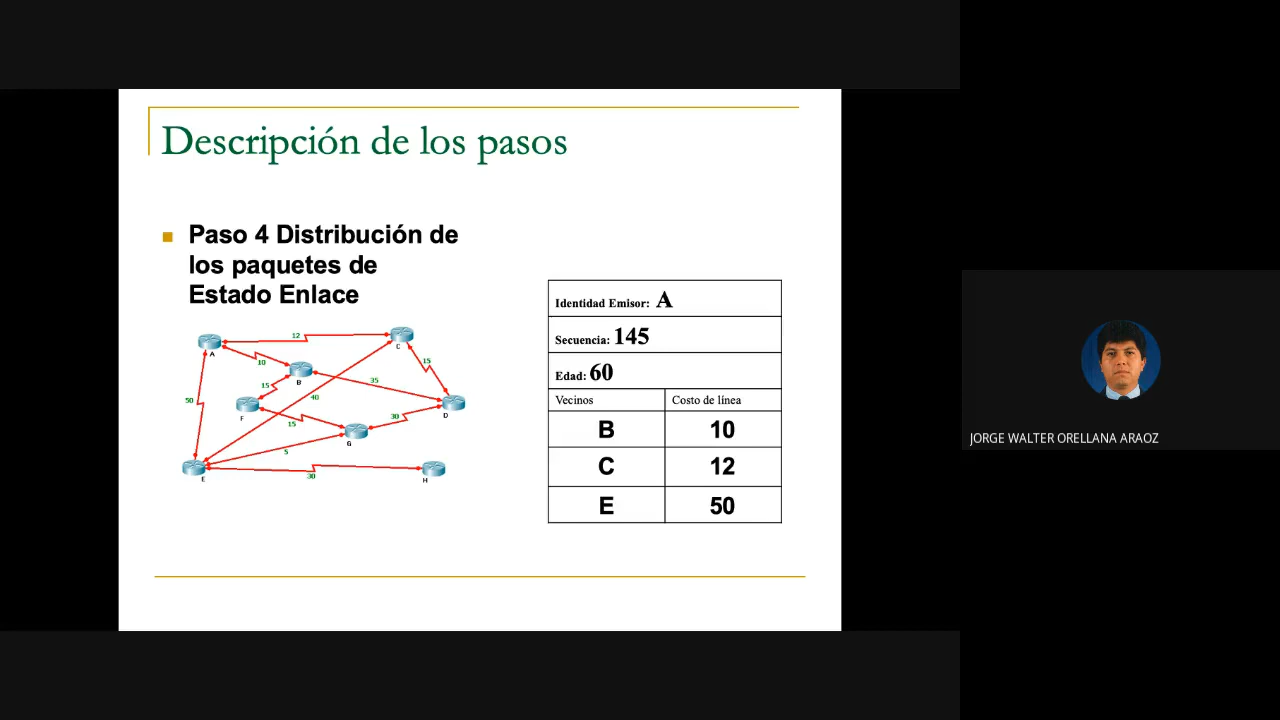 Descripción de los pasos
Paso 4 Distribución de
los paquetes de
Estado Enlace
12
A
C
10
15
B
15
35
50
40
F
D
15
30
G
5
E
30
H
Identidad Emisor: A
Secuencia: 145
Edad: 60
Vecinos Costo de línea
B 10
C 12
E 50
JORGE WALTER ORELLANA ARAOZ